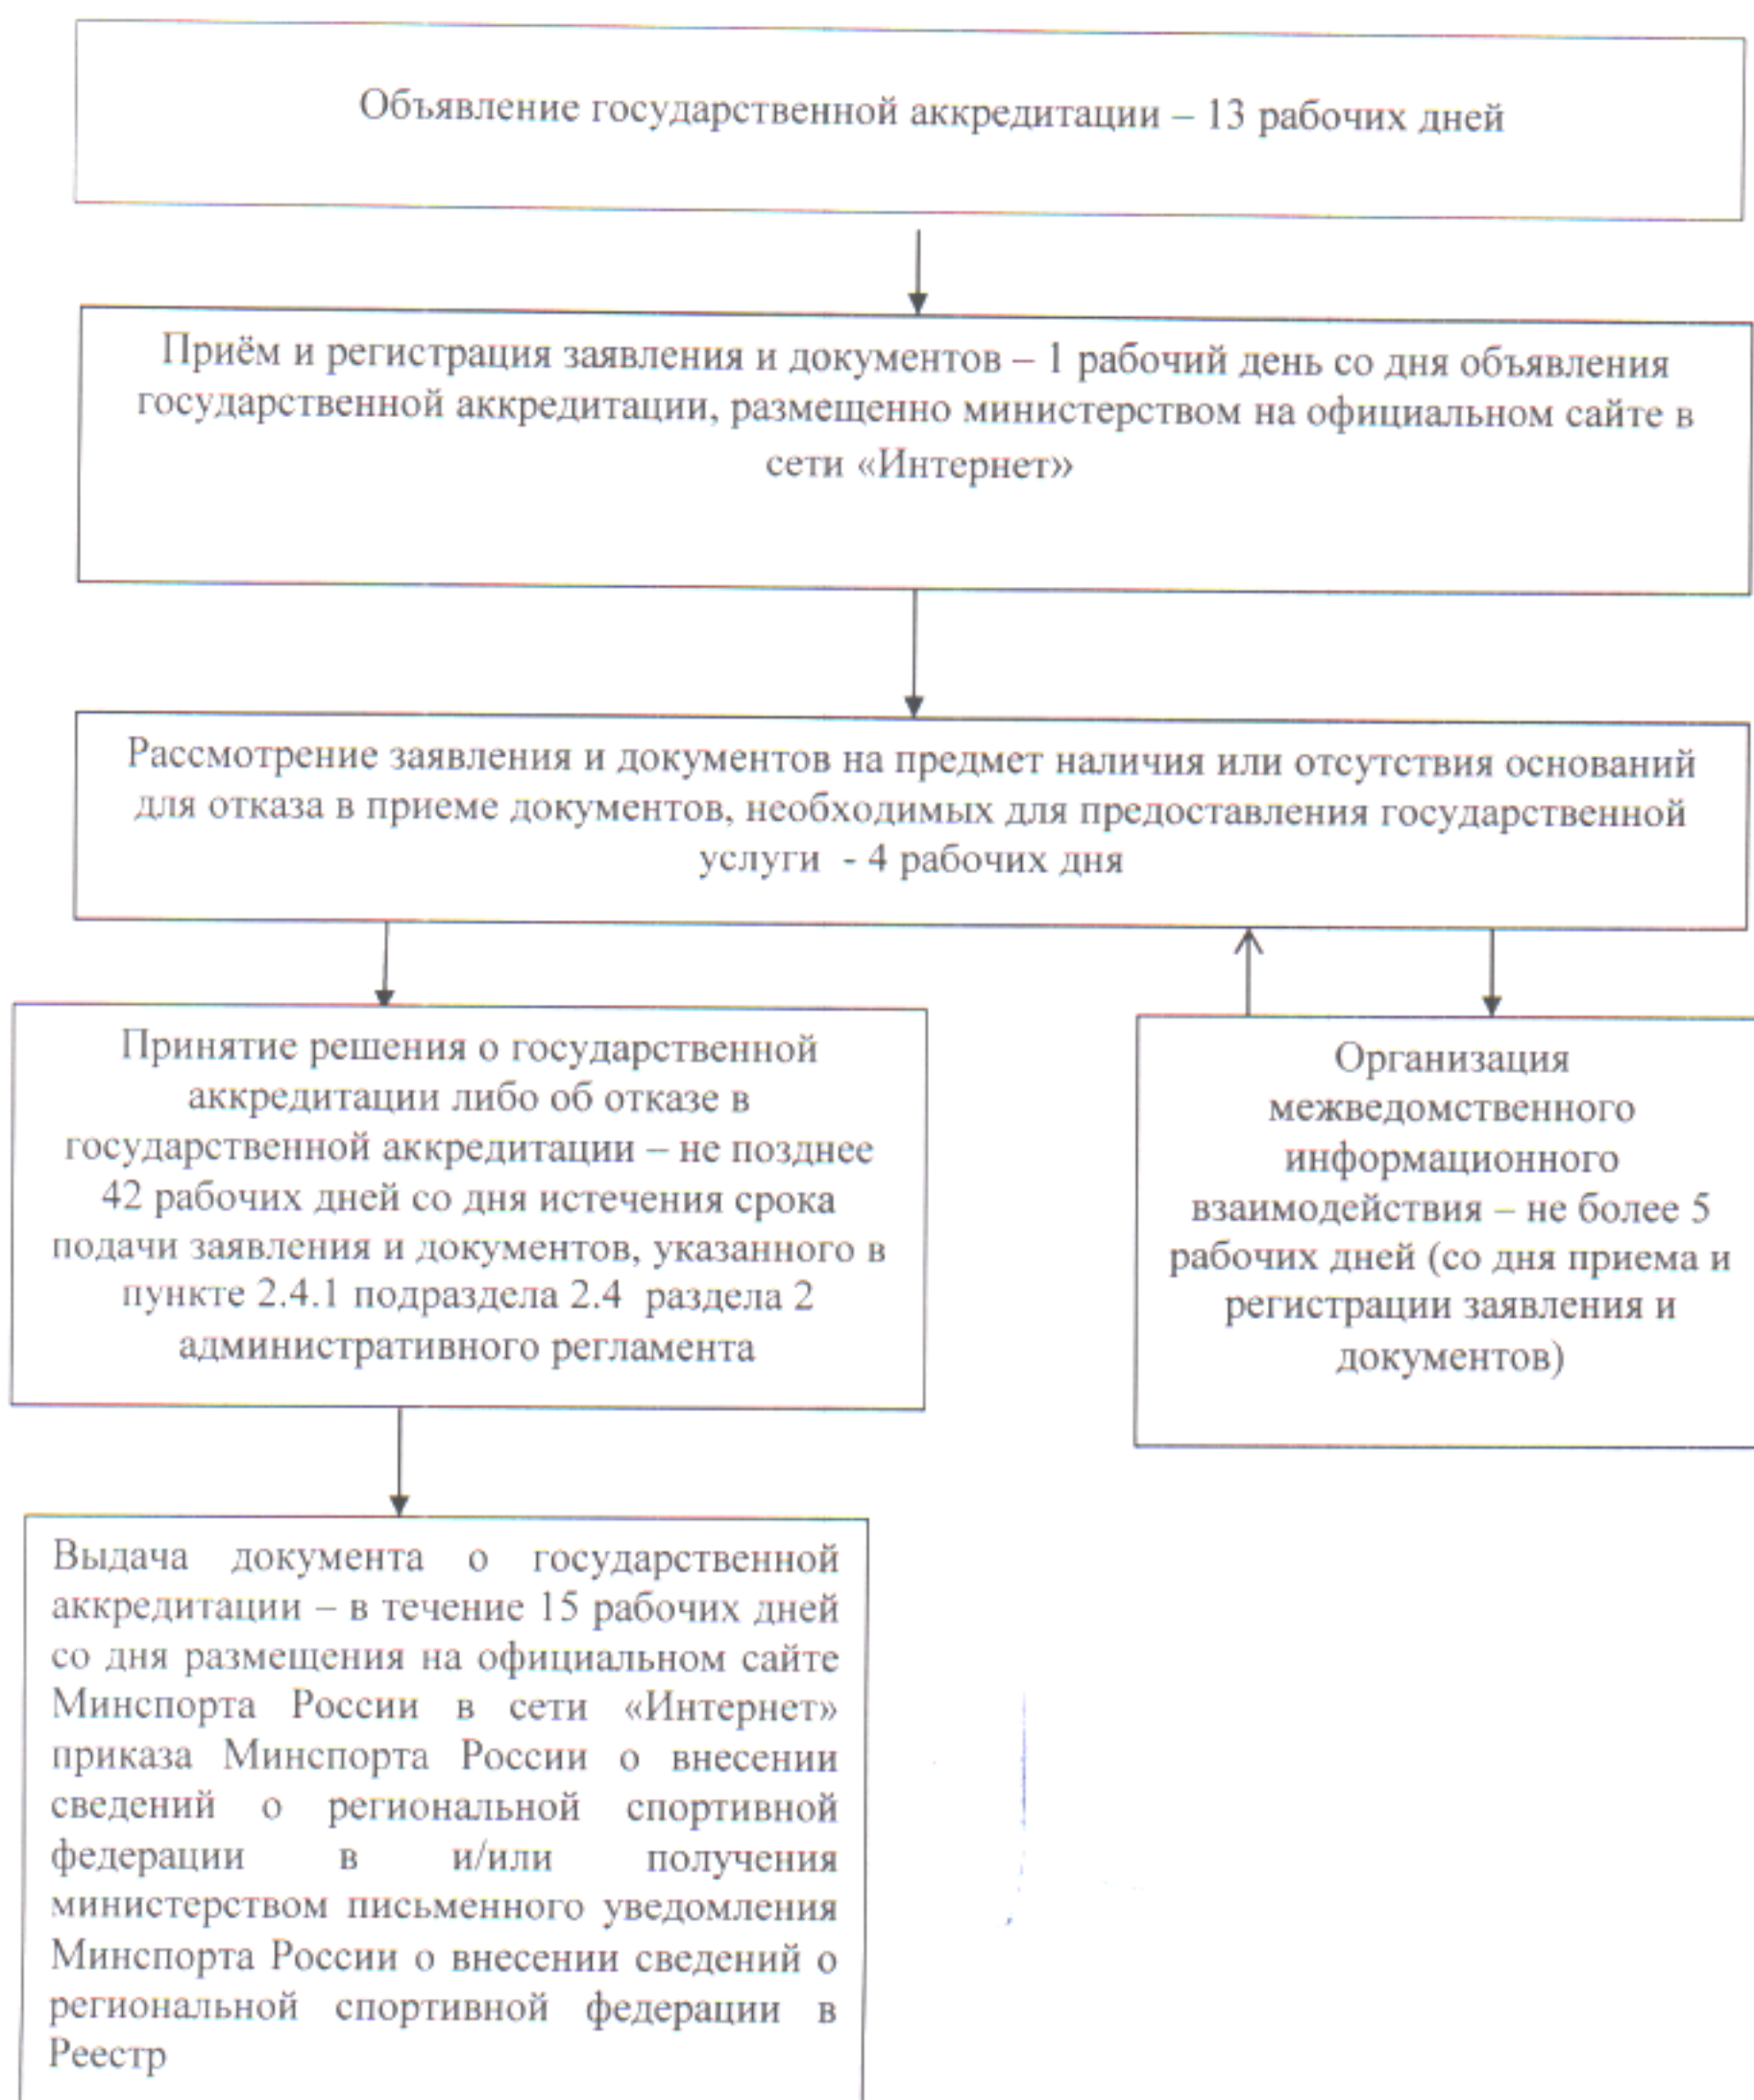 Объявление государственной аккредитации – 13 рабочих дней
Приём и регистрация заявления и документов – 1 рабочий день со дня объявления
государственной аккредитации, размещенно министерством на официальном сайте в
сети «Интернет»
Рассмотрение заявления и документов на предмет наличия или отсутствия оснований
для отказа в приеме документов, необходимых для предоставления государственной
услуги - 4 рабочих дня
Принятие решения о государственной
аккредитации либо об отказе в
государственной аккредитации – не позднее
42 рабочих дней со дня истечения срока
подачи заявления и документов, указанного в
пункте 2.4.1 подраздела 2.4 раздела 2
административного регламента
Организация
межведомственного
информационного
взаимодействия – не более 5
рабочих дней (со дня приема и
регистрации заявления и
документов)
Выдача документа о государственной
аккредитации – в течение 15 рабочих дней
со дня размещения на официальном сайте
Минспорта России в сети «Интернет»
приказа Минспорта России о внесении
сведений о региональной спортивной
федерации в и/или получения
министерством письменного уведомления
Минспорта России о внесении сведений о
региональной спортивной федерации в
Реестр